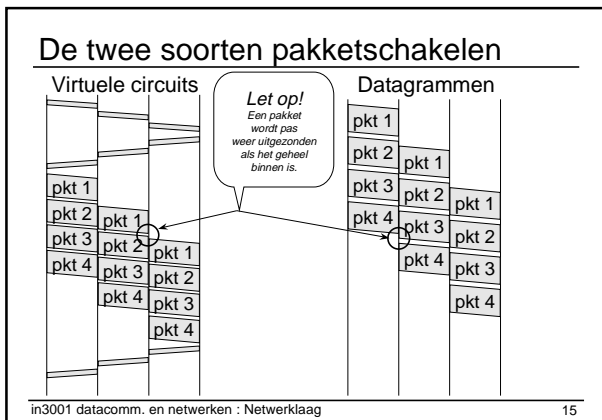 De twee soorten pakketschakelen
Virtuele circuits
Let op!
Een pakket
wordt pas
weer uitgezonden
als het geheel
binnen is.
Datagrammen
pkt 1
pkt 2
pkt 3
pkt 4
pkt 1
pkt 2
pkt 3
pkt 4
pkt 1
pkt 2
pkt 3
pkt 4
pkt 1
pkt 2
pkt 3
pkt 4
pkt 1
pkt 2
pkt 3
pkt 4
pkt 1
pkt 2
pkt 3
pkt 4
in3001 datacomm. en netwerken : Netwerklaag
15